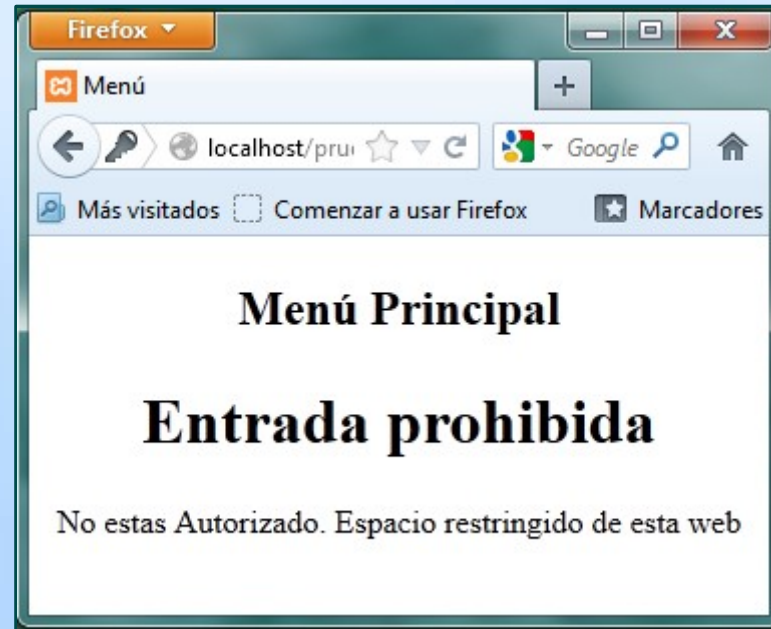 Firefox
Menú
localhost/pru
Google
Más visitados Comenzar a usar Firefox Marcadores
Menú Principal
Entrada prohibida
No estas Autorizado. Espacio restringido de esta web